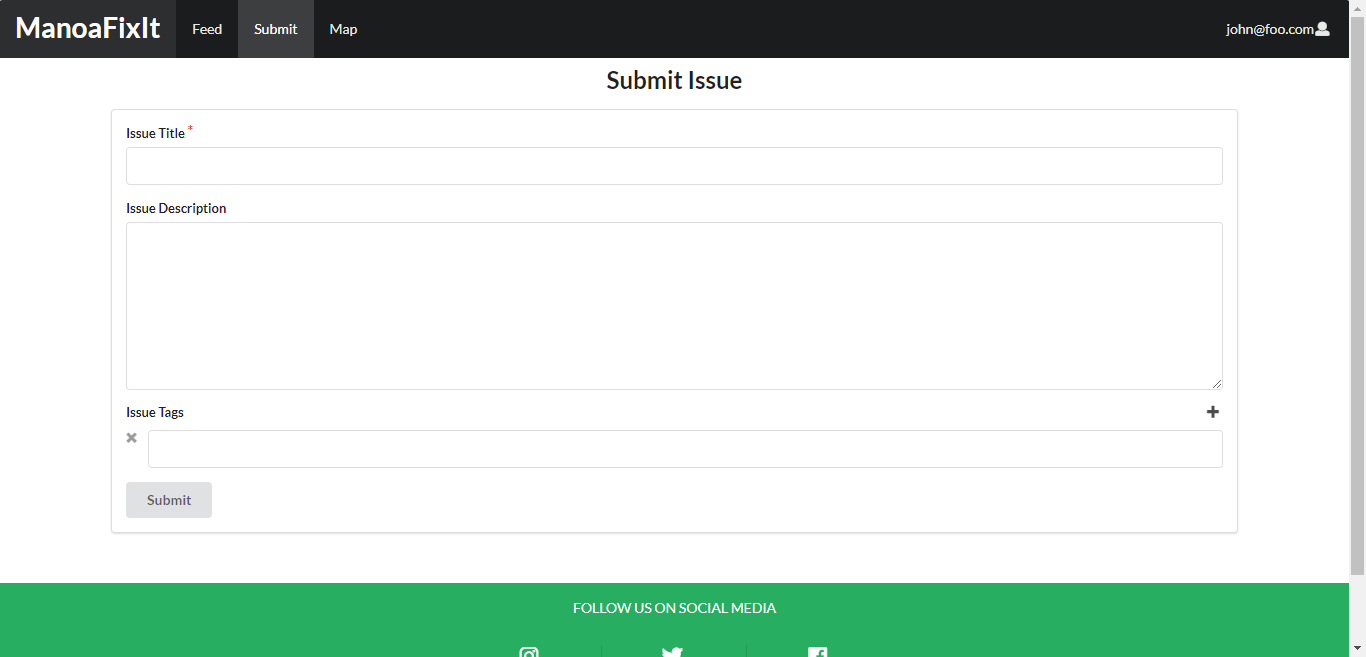 ManoaFixIt Feed Submit Map john@foo.com
Submit Issue
Issue Title *
Issue Description
Issue Tags
Submit
FOLLOW US ON SOCIAL MEDIA